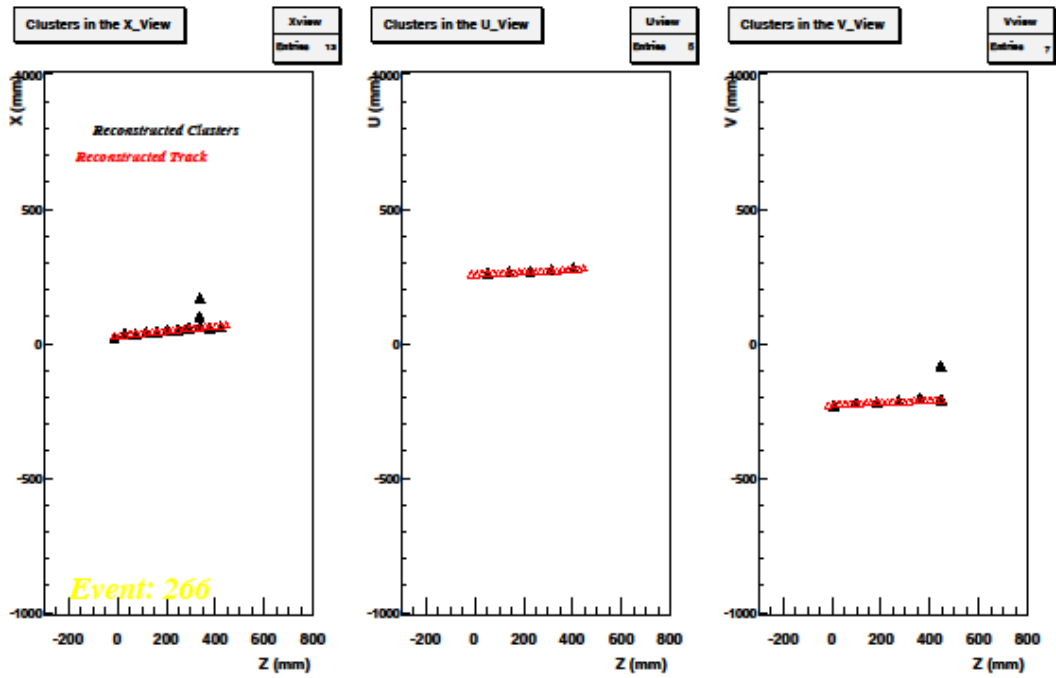 Clusters in the X_View
Xview
Entries 13
Clusters in the U_View
Uview
Entries 5
Clusters in the V_View
Vview
Entries 7
X (mm)
1000
500
0
-500
-1000
Reconstructed Clusters
Reconstructed Track
Event: 266
-200 0 200 400 600 800
Z (mm)
U (mm)
1000
500
0
-500
-1000
-200 0 200 400 600 800
Z (mm)
V (mm)
1000
500
0
-500
-1000
-200 0 200 400 600 800
Z (mm)